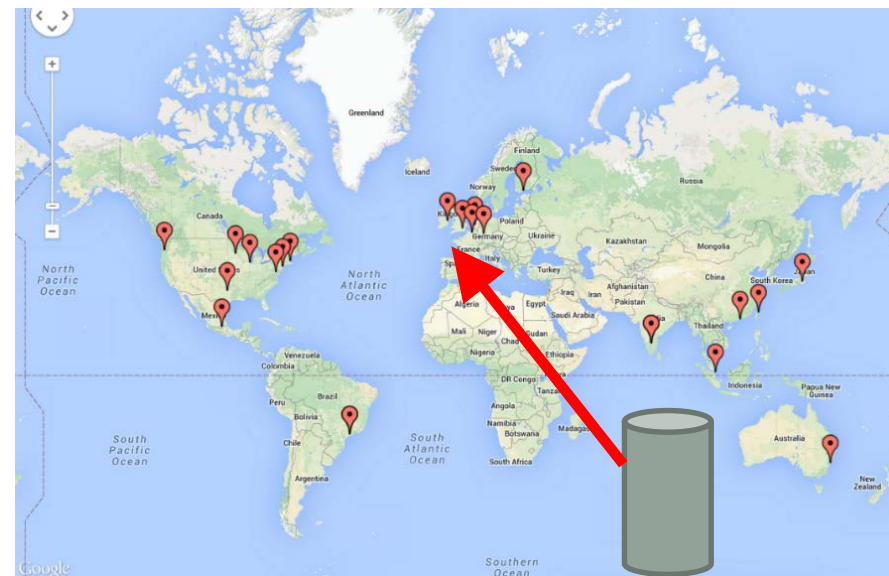 Greenland
Iceland
Finland
Sweden
Norway
Russia
Canada
Poland
Germany
Ukraine
France
Kazakhstan
Mongolia
Italy
North
Pacific
Ocean
United
North
Atlantic
Ocean
Turkey
China
South Korea
Japan
Afghanistan
Iraq
Iran
Pakistan
Algeria
Egypt
Saudi Arabia
Mali
Niger
Chad
Sudan
Thailand
Nigeria
Ethiopia
Venezuela
Colombia
DR Congo
Indonesia
Papua New
Guinea
Peru
Brazil
Angola
Bolivia
Namibia
Botswana
South
Pacific
Ocean
Chile
South
Atlantic
Ocean
Australia
South Africa
Argentina
New
Zealand
Southern
Ocean
Google